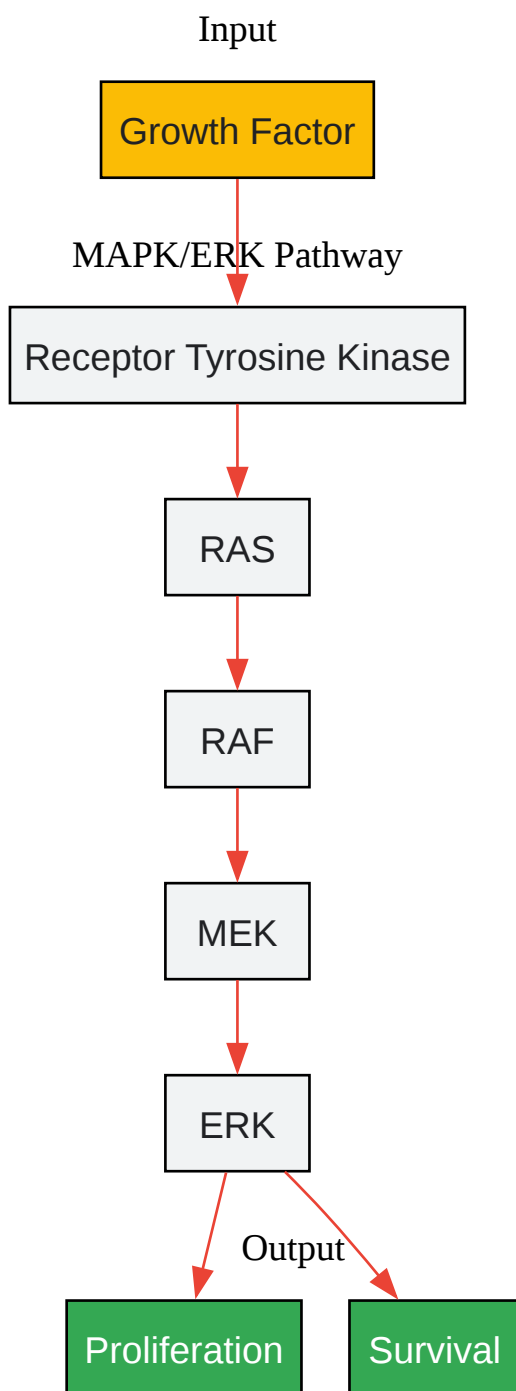 Input
Growth Factor
MAPK/ERK Pathway
Receptor Tyrosine Kinase
RAS
RAF
MEK
ERK
Output
Proliferation
Survival